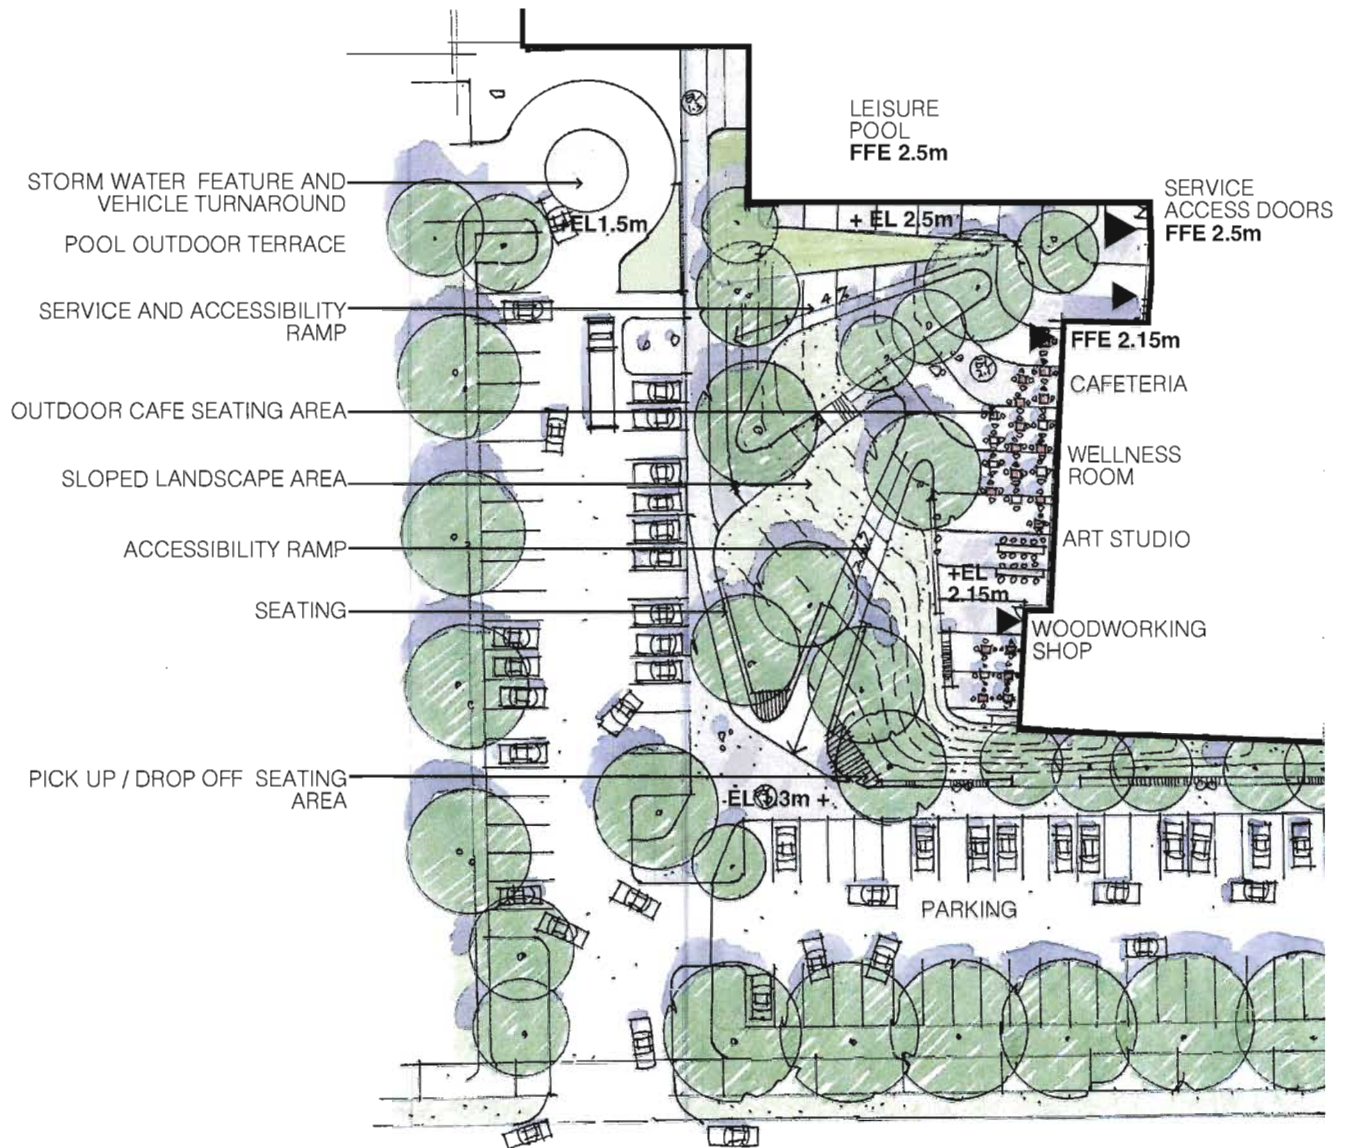 LEISURE
POOL
FFE 2.5m
SERVICE
ACCESS DOORS
FFE 2.5m
STORM WATER FEATURE AND
VEHICLE TURNAROUND
+EL1.5m
+ EL 2.5m
POOL OUTDOOR TERRACE
SERVICE AND ACCESSIBILITY
RAMP
FFE 2.15m
CAFETERIA
OUTDOOR CAFE SEATING AREA
WELLNESS
ROOM
SLOPED LANDSCAPE AREA
ART STUDIO
ACCESSIBILITY RAMP
+EL
2.15m
SEATING
WOODWORKING
SHOP
PICK UP / DROP OFF SEATING
AREA
PARKING